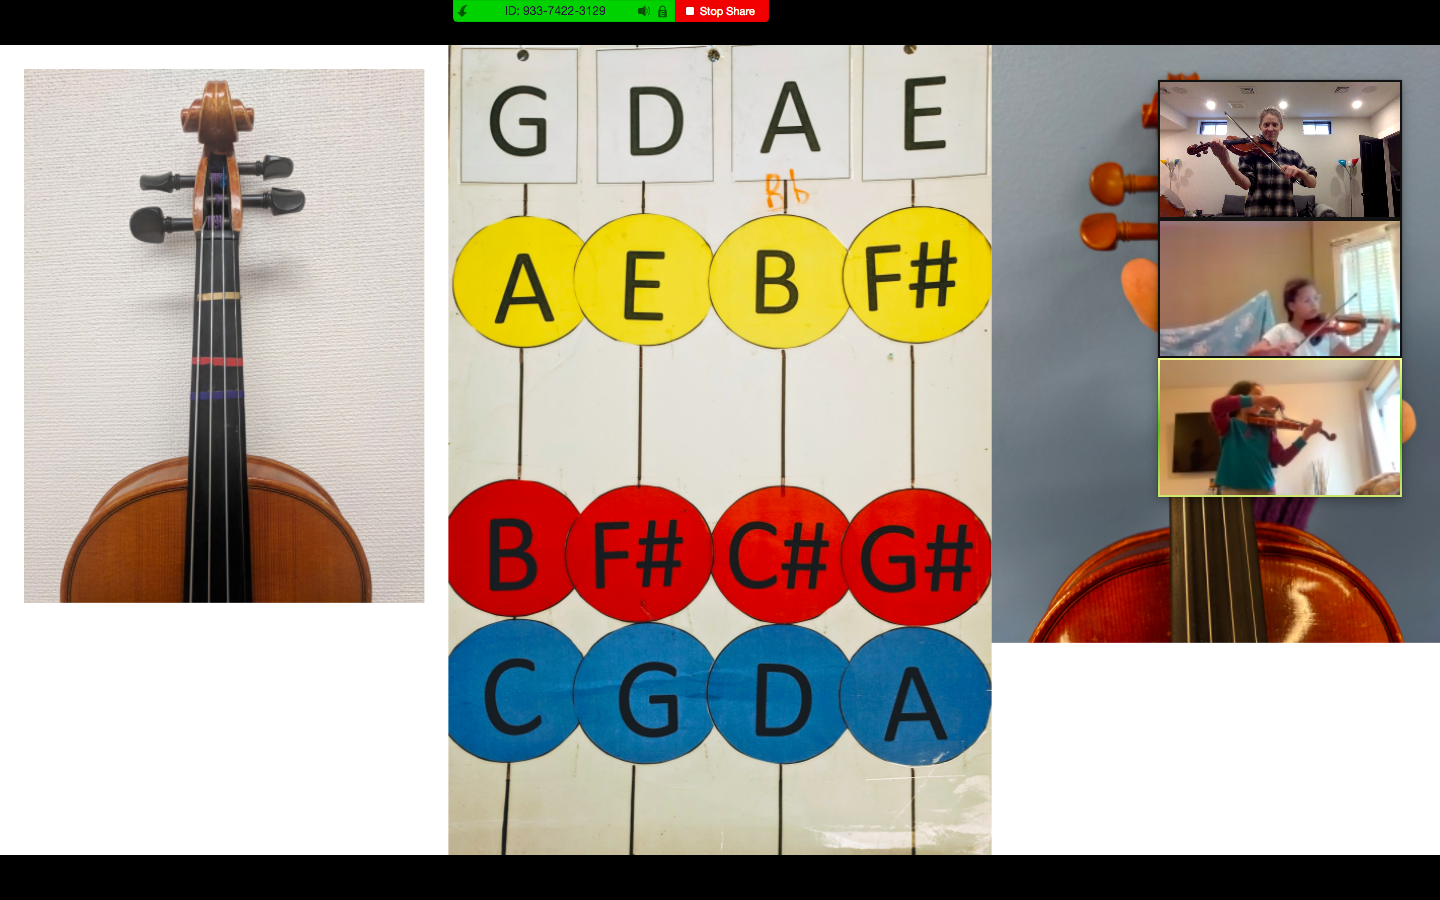 ID: 933-7422-3129 Stop Share
G D A E
Bb
A E B F#
B F# C# G#
C G D A